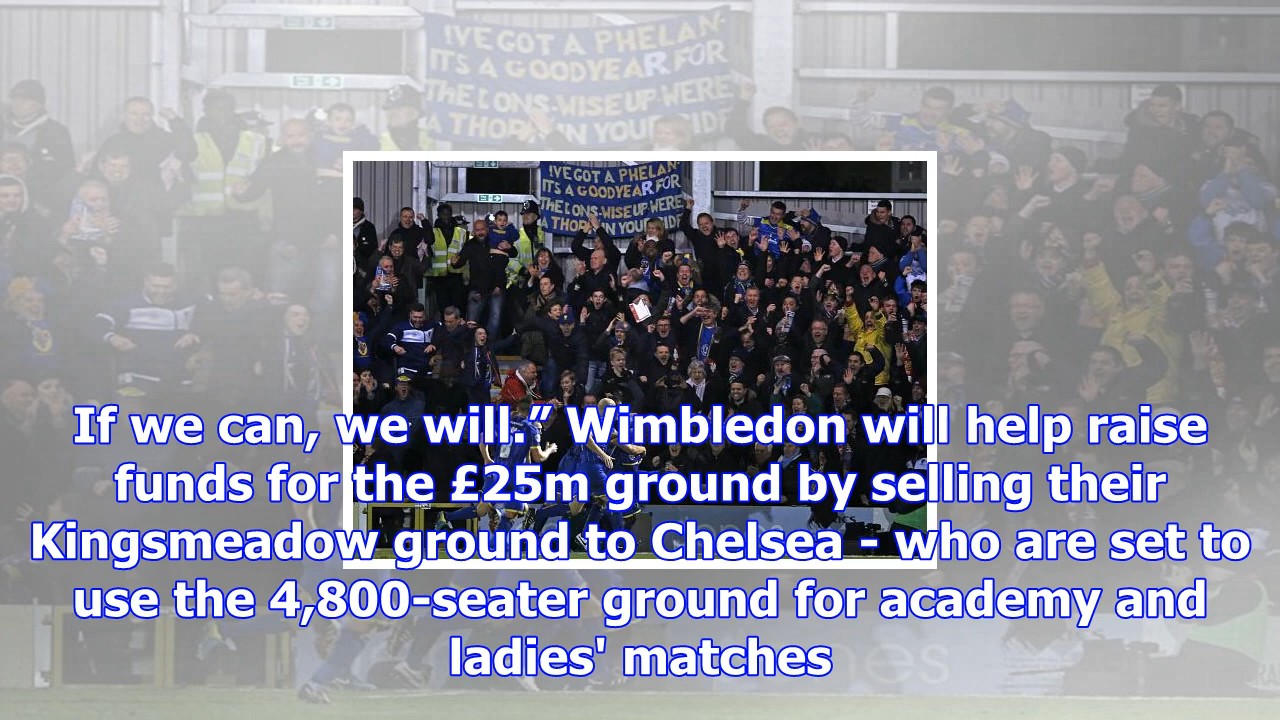 IVE GOT A PHELAN-
ITS A GOODYEAR FOR
THE DONS-WISE UP WERE
A THORN IN YOUR SIDE
If we can, we will.” Wimbledon will help raise
funds for the £25m ground by selling their
Kingsmeadow ground to Chelsea - who are set to
use the 4,800-seater ground for academy and
ladies' matches